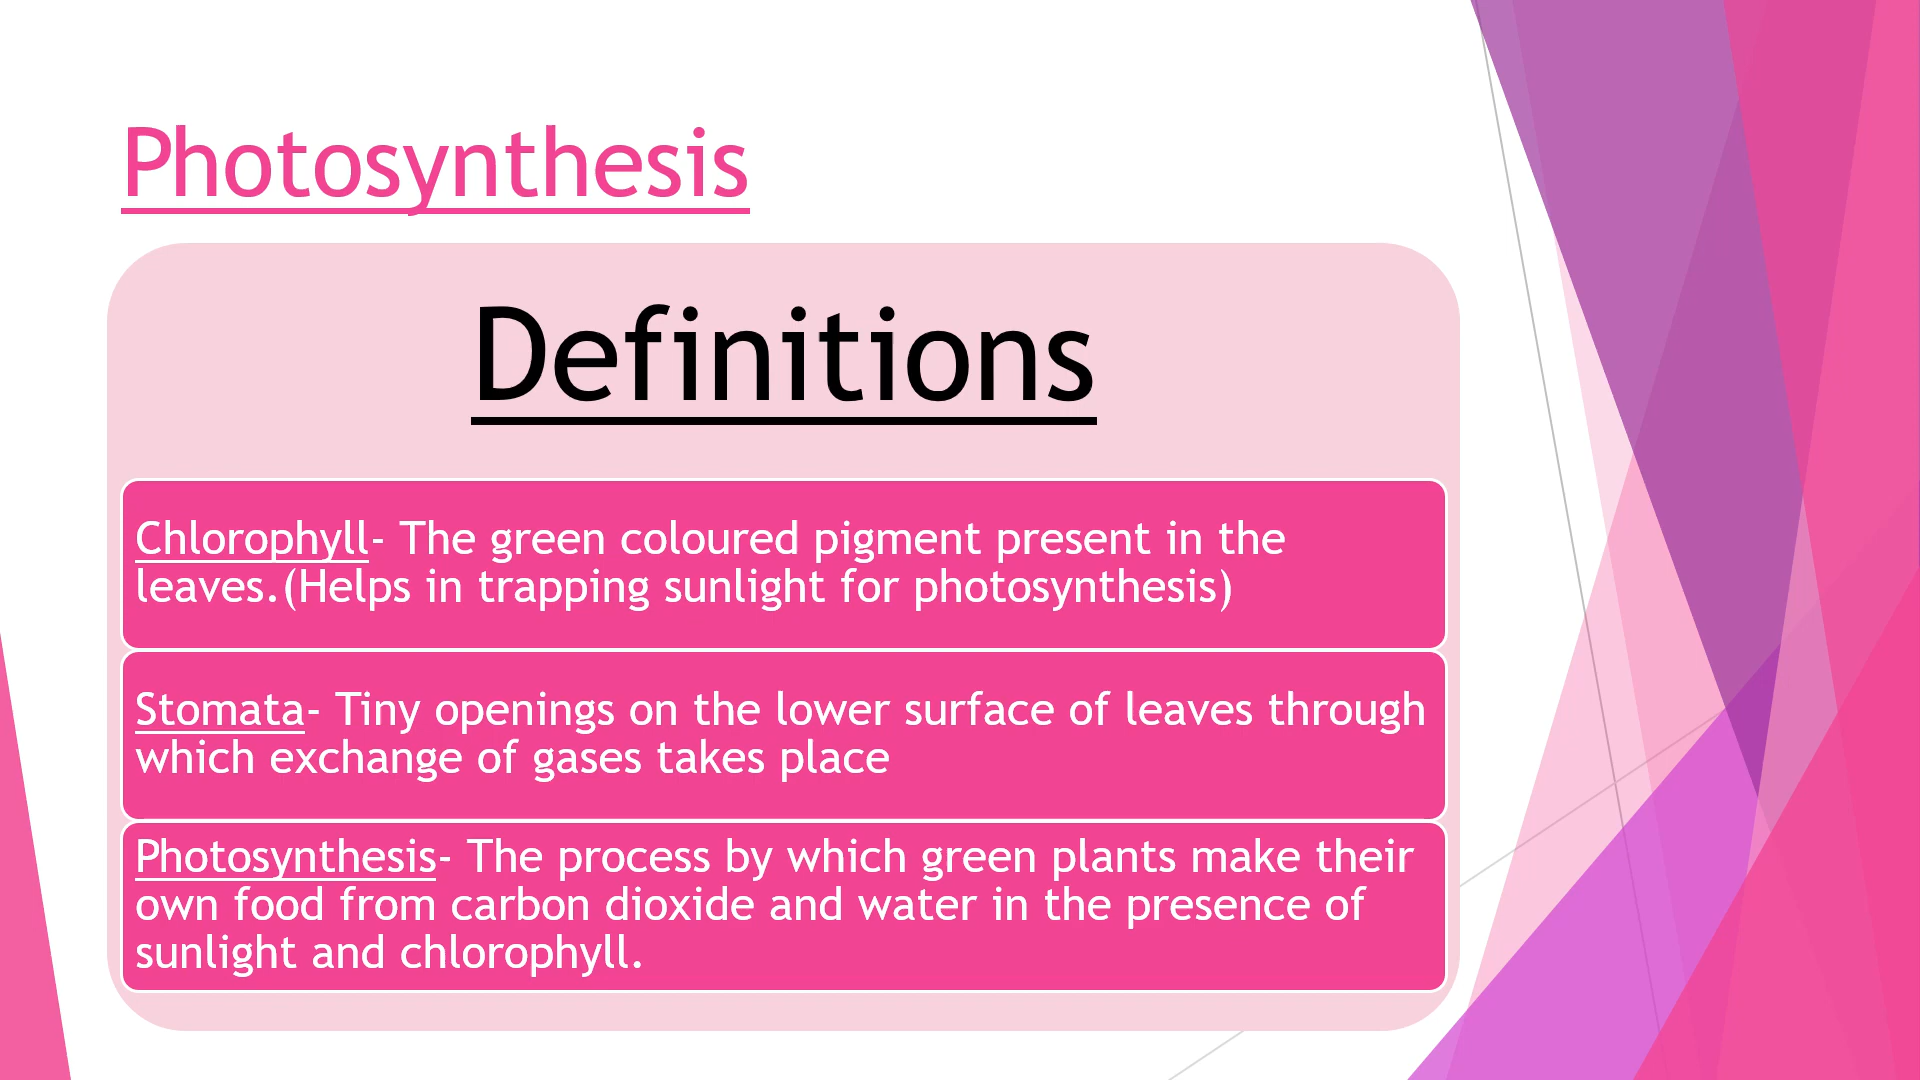 Photosynthesis
Definitions
Chlorophyll- The green coloured pigment present in the
leaves.(Helps in trapping sunlight for photosynthesis)
Stomata- Tiny openings on the lower surface of leaves through
which exchange of gases takes place
Photosynthesis- The process by which green plants make their
own food from carbon dioxide and water in the presence of
sunlight and chlorophyll.